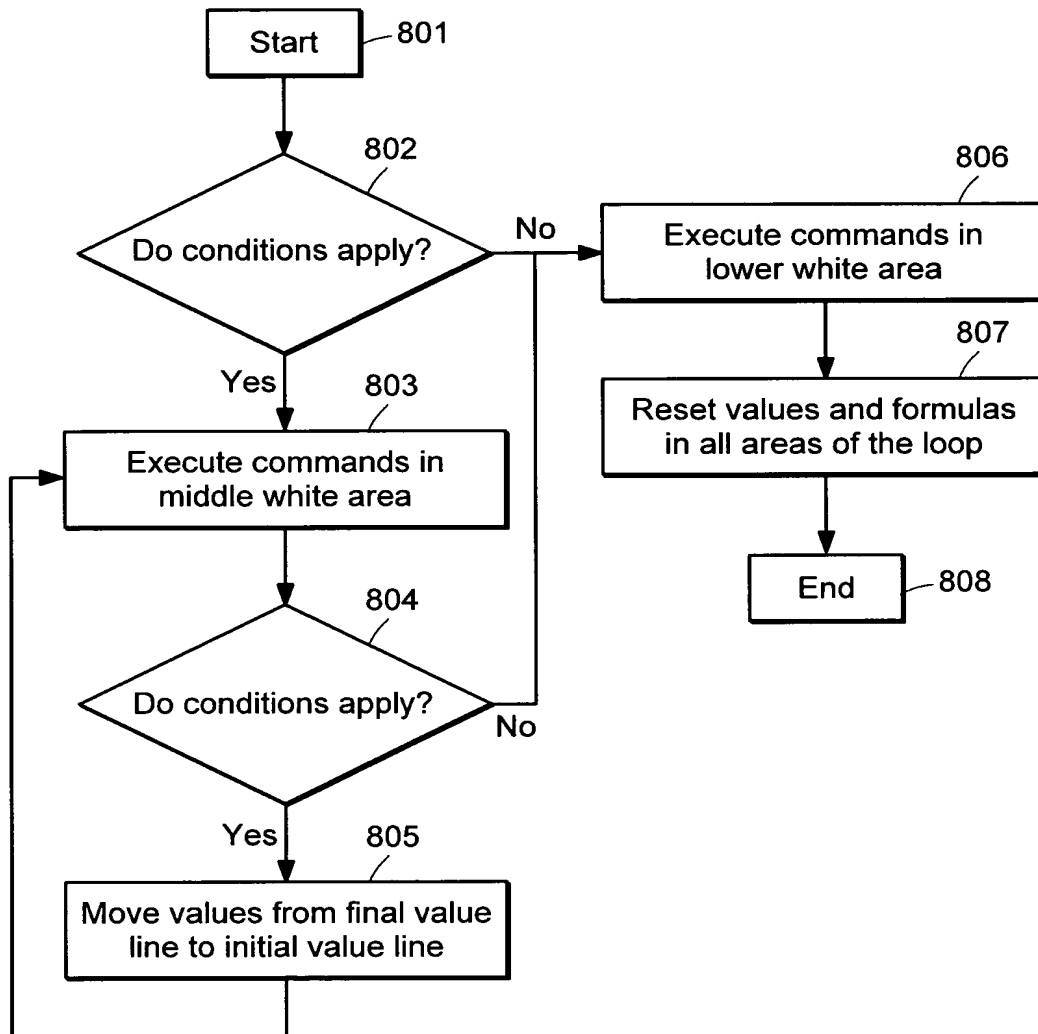 Start
801
802
Do conditions apply?
No
Yes
803
Execute commands in
middle white area
804
Do conditions apply?
No
Yes
805
Move values from final value
line to initial value line
806
Execute commands in
lower white area
807
Reset values and formulas
in all areas of the loop
End
808